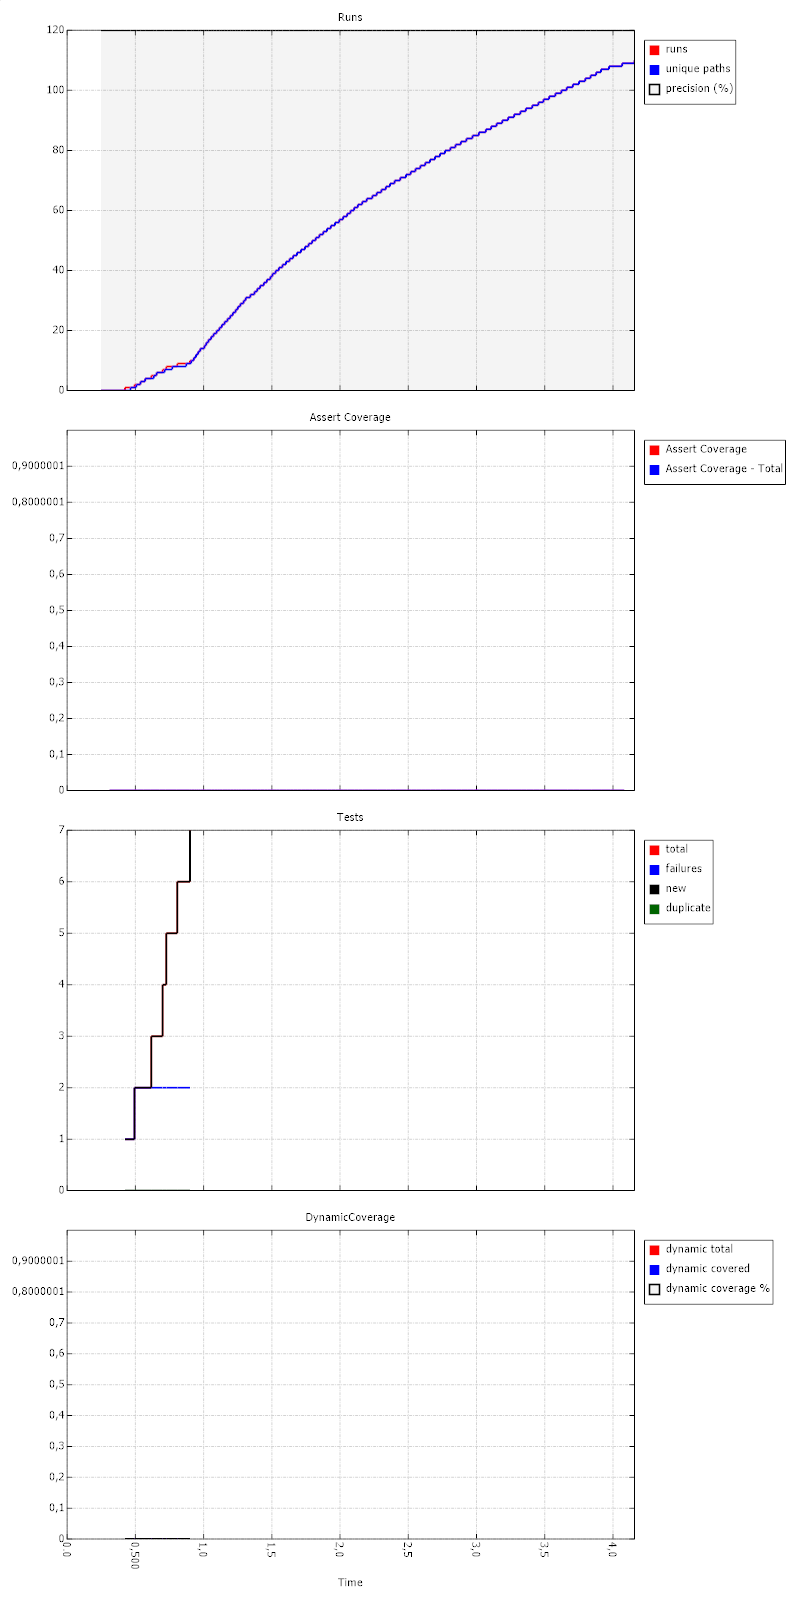 Runs
120
100
80
60
40
20
0
runs
unique paths
precision (%)
Assert Coverage
0,9000001
0,8000001
0,7
0,6
0,5
0,4
0,3
0,2
0,1
0
Assert Coverage
Assert Coverage - Total
Tests
7
6
5
4
3
2
1
0
total
failures
new
duplicate
DynamicCoverage
0,9000001
0,8000001
0,7
0,6
0,5
0,4
0,3
0,2
0,1
0
dynamic total
dynamic covered
dynamic coverage %
0,0 0,500 1,0 1,5 2,0 2,5 3,0 3,5 4,0
Time